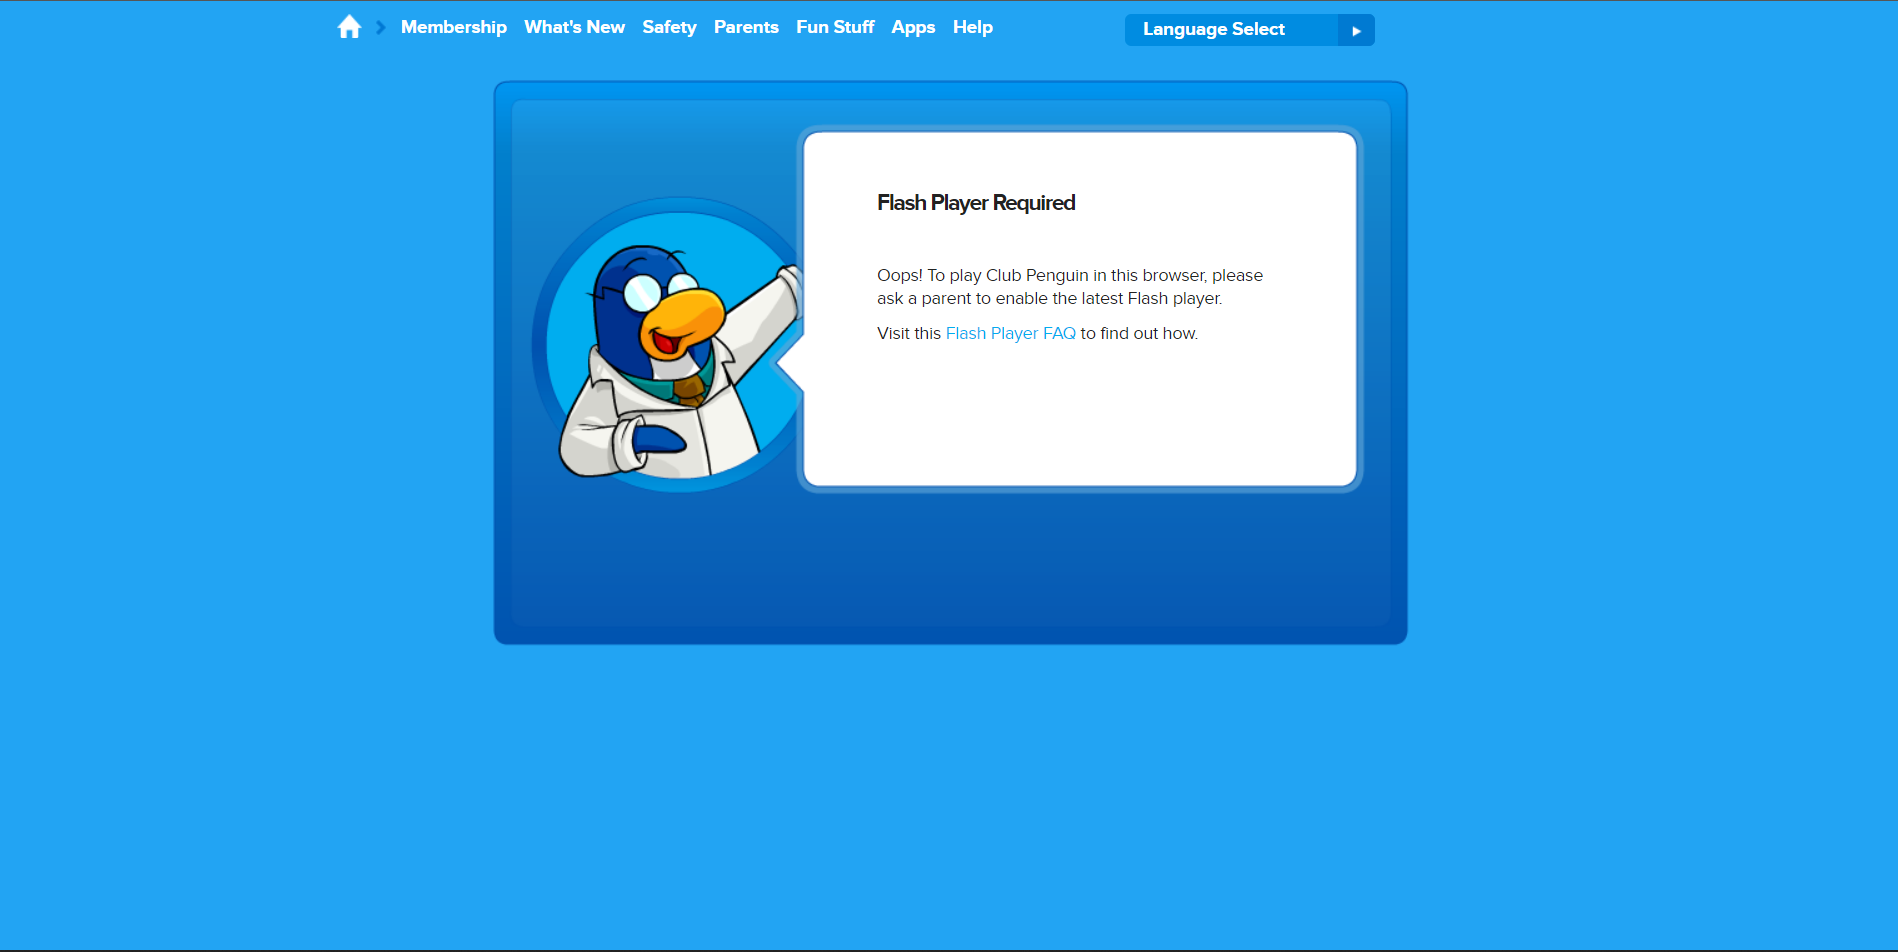 Membership What's New Safety Parents Fun Stuff Apps Help
Language Select
Flash Player Required
Oops! To play Club Penguin in this browser, please
ask a parent to enable the latest Flash player.
Visit this Flash Player FAQ to find out how.